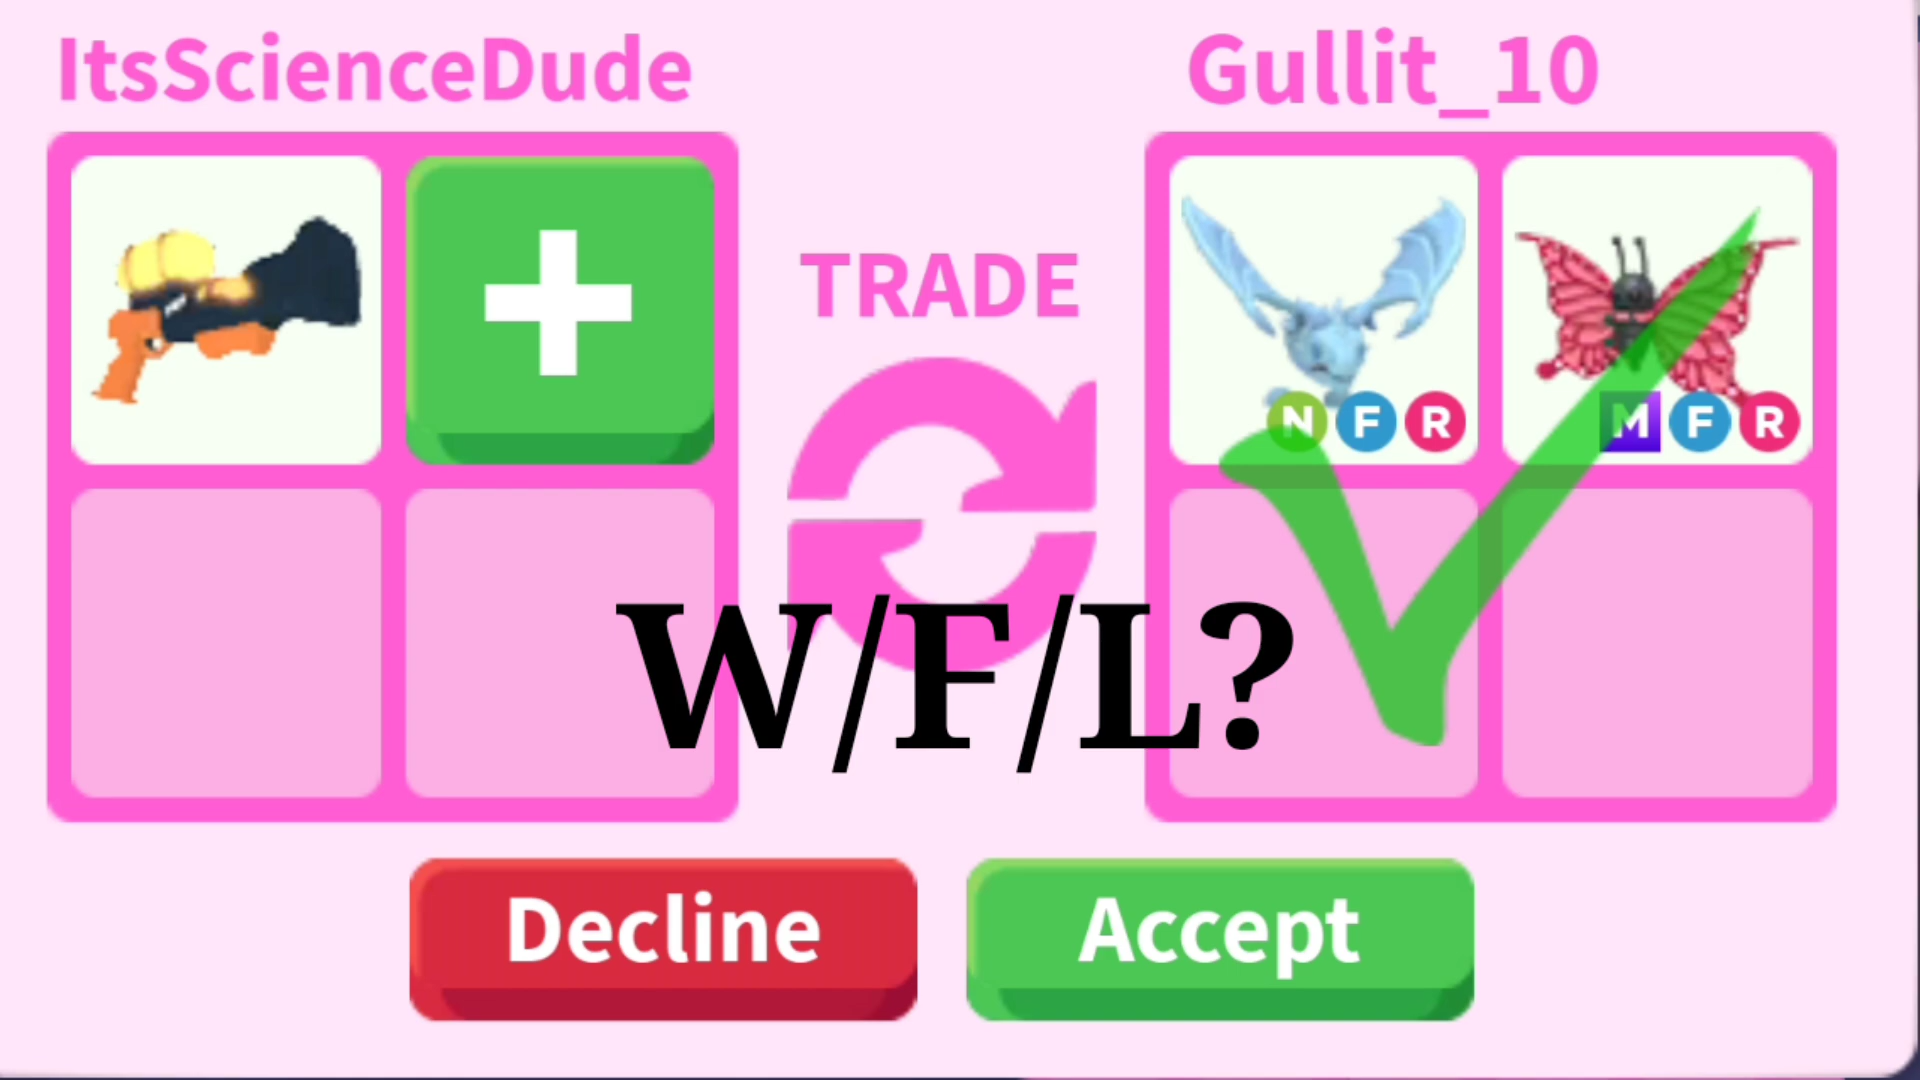 ItsScienceDude
Gullit_10
TRADE
N F R
M F R
W/F/L?
Decline
Accept